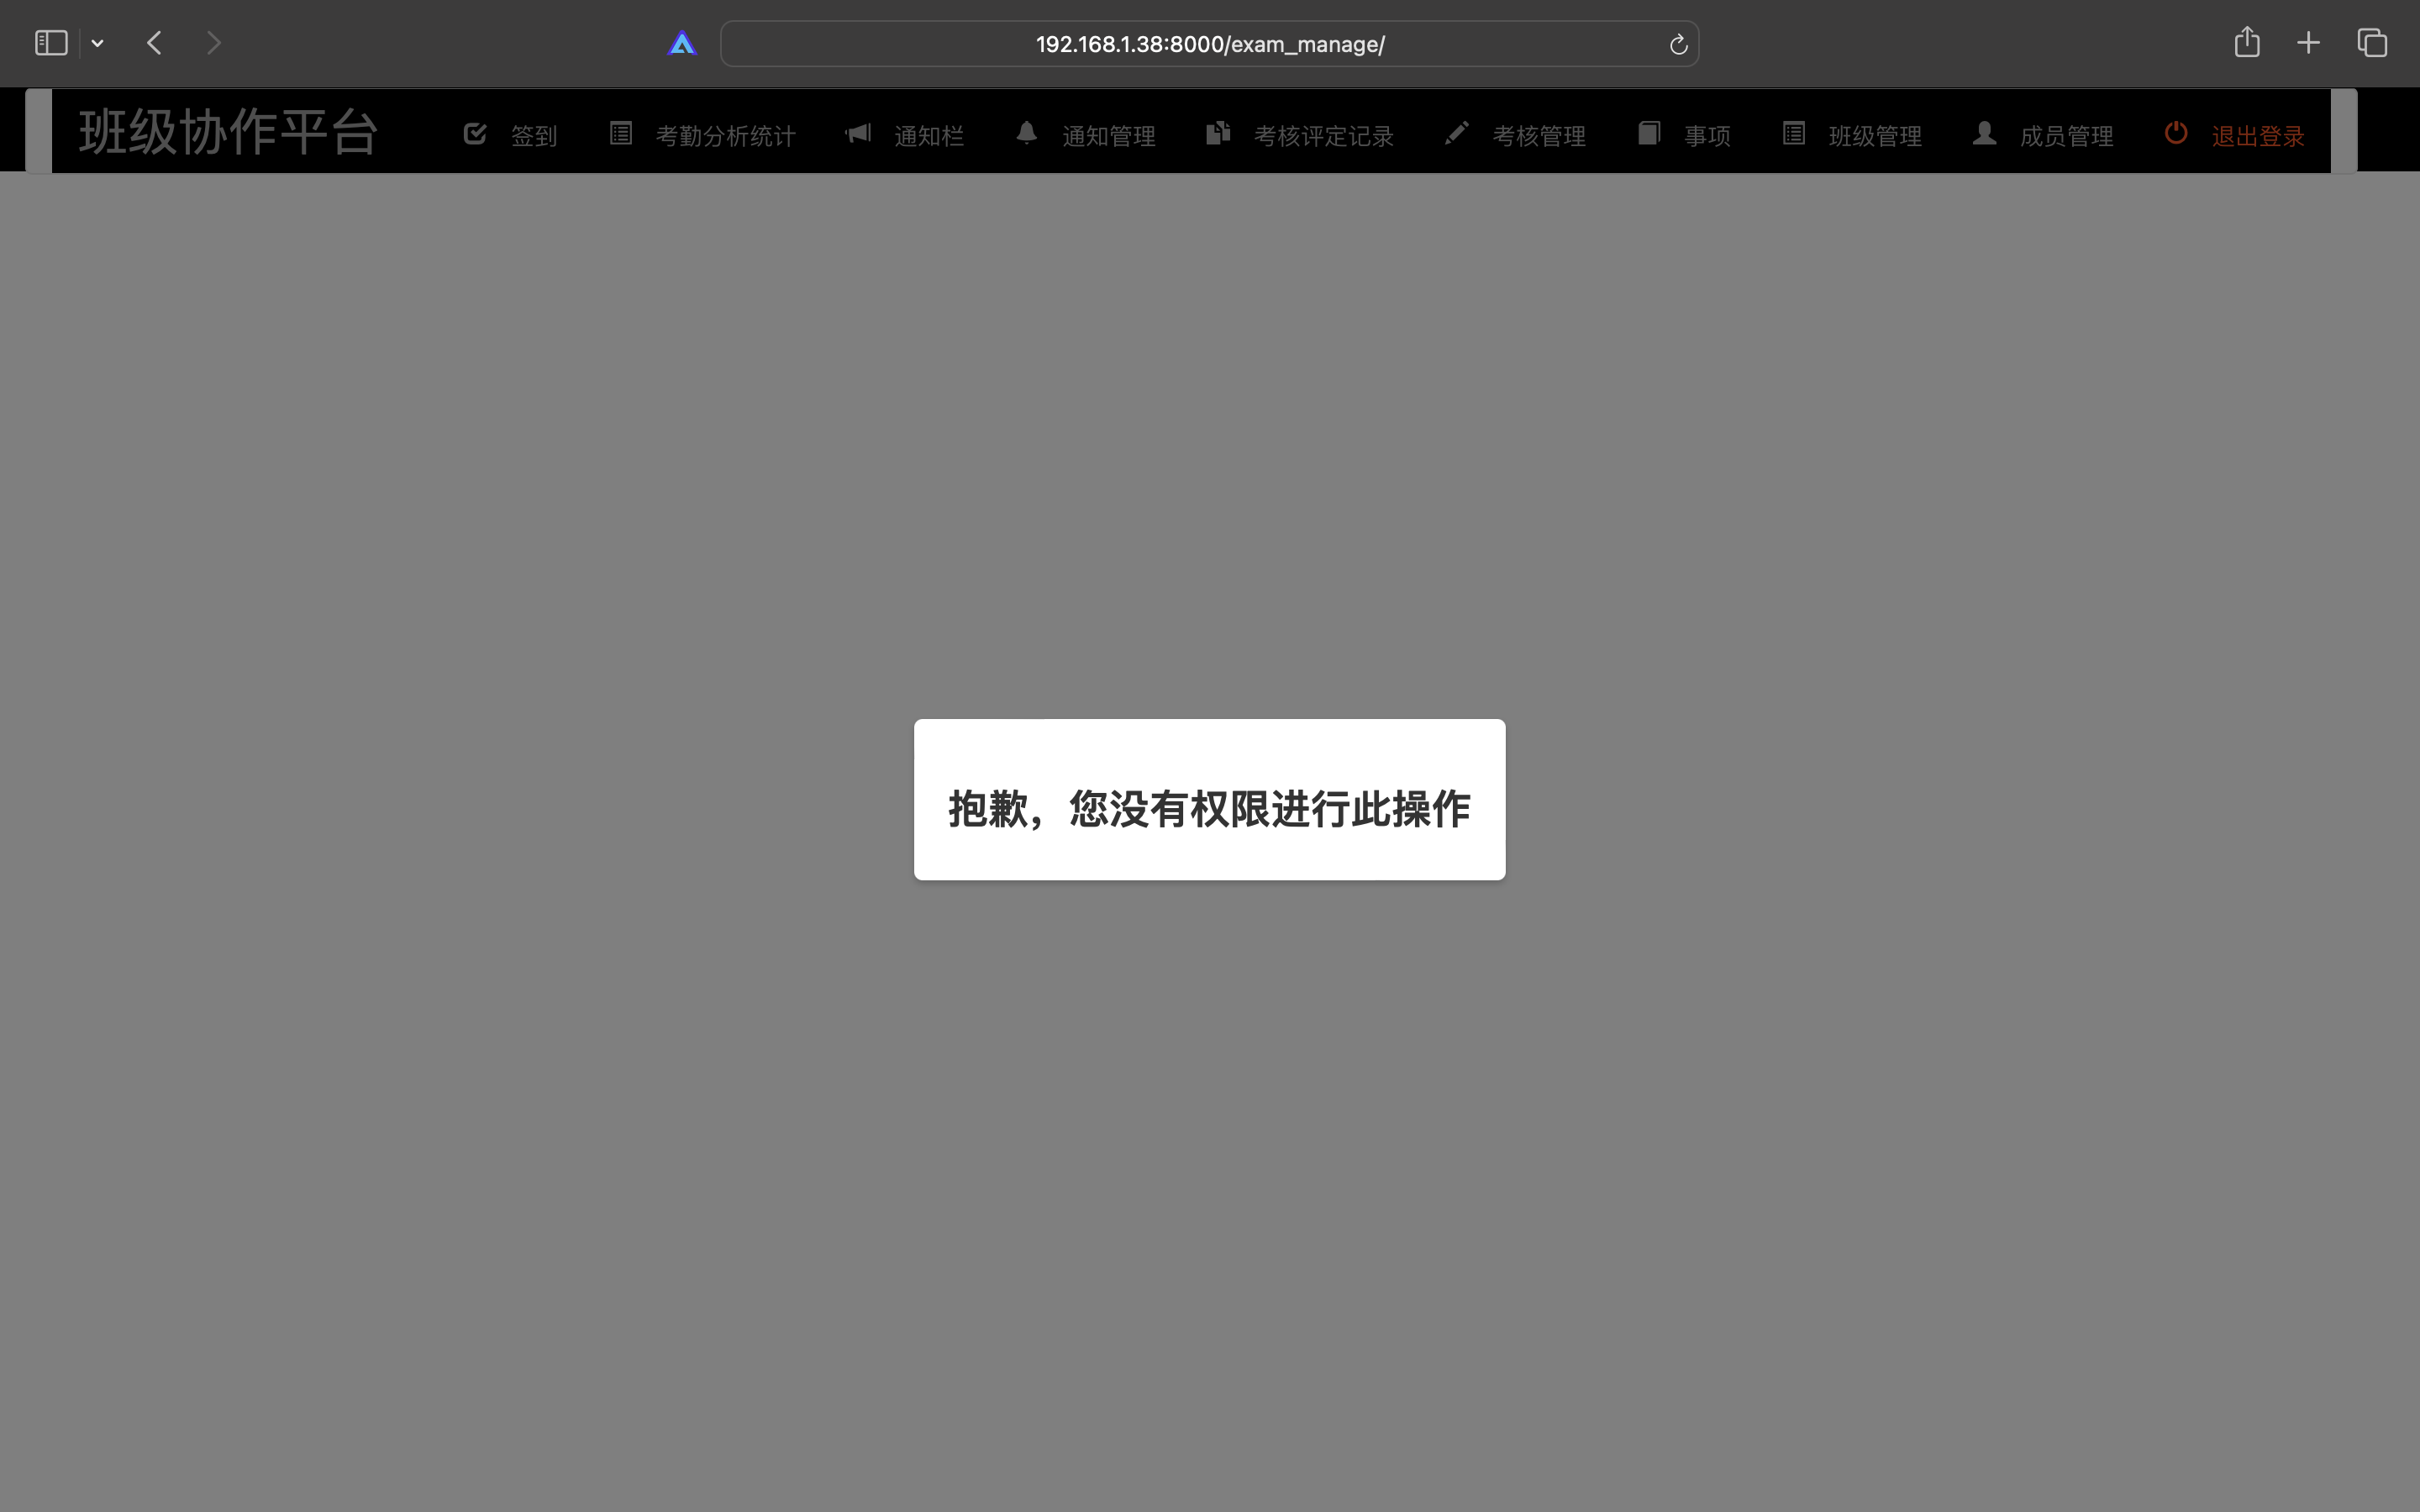 192.168.1.38:8000/exam_manage/
班级协作平台 签到 考勤分析统计 通知栏 通知管理 考核评定记录 考核管理 事项 班级管理 成员管理 退出登录
抱歉，您没有权限进行此操作